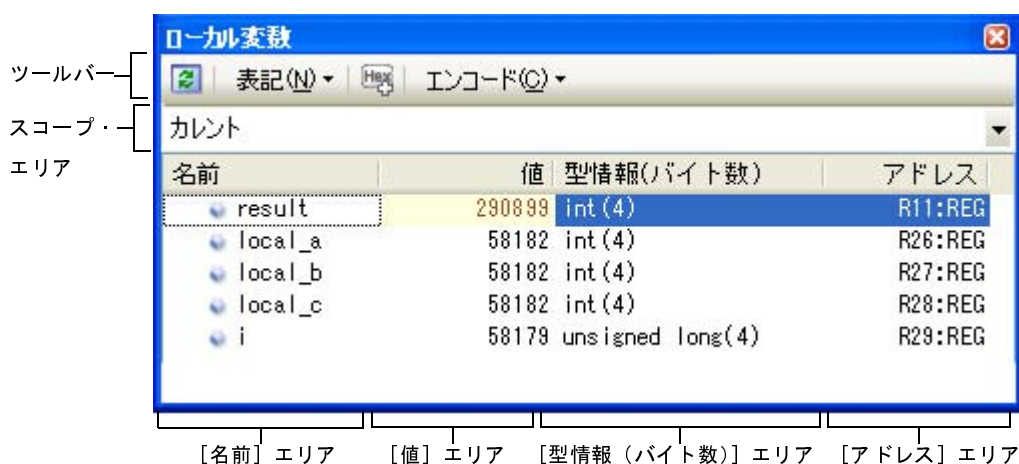 ローカル変数
ツールバー
表記(N) Hex エンコード(C)
スコープ・
エリア
カレント
名前 値 型情報(バイト数) アドレス
result 290899 int(4) R11:REG
local_a 58182 int(4) R26:REG
local_b 58182 int(4) R27:REG
local_c 58182 int(4) R28:REG
i 58179 unsigned long(4) R29:REG
[名前]エリア [値]エリア [型情報(バイト数)]エリア [アドレス]エリア